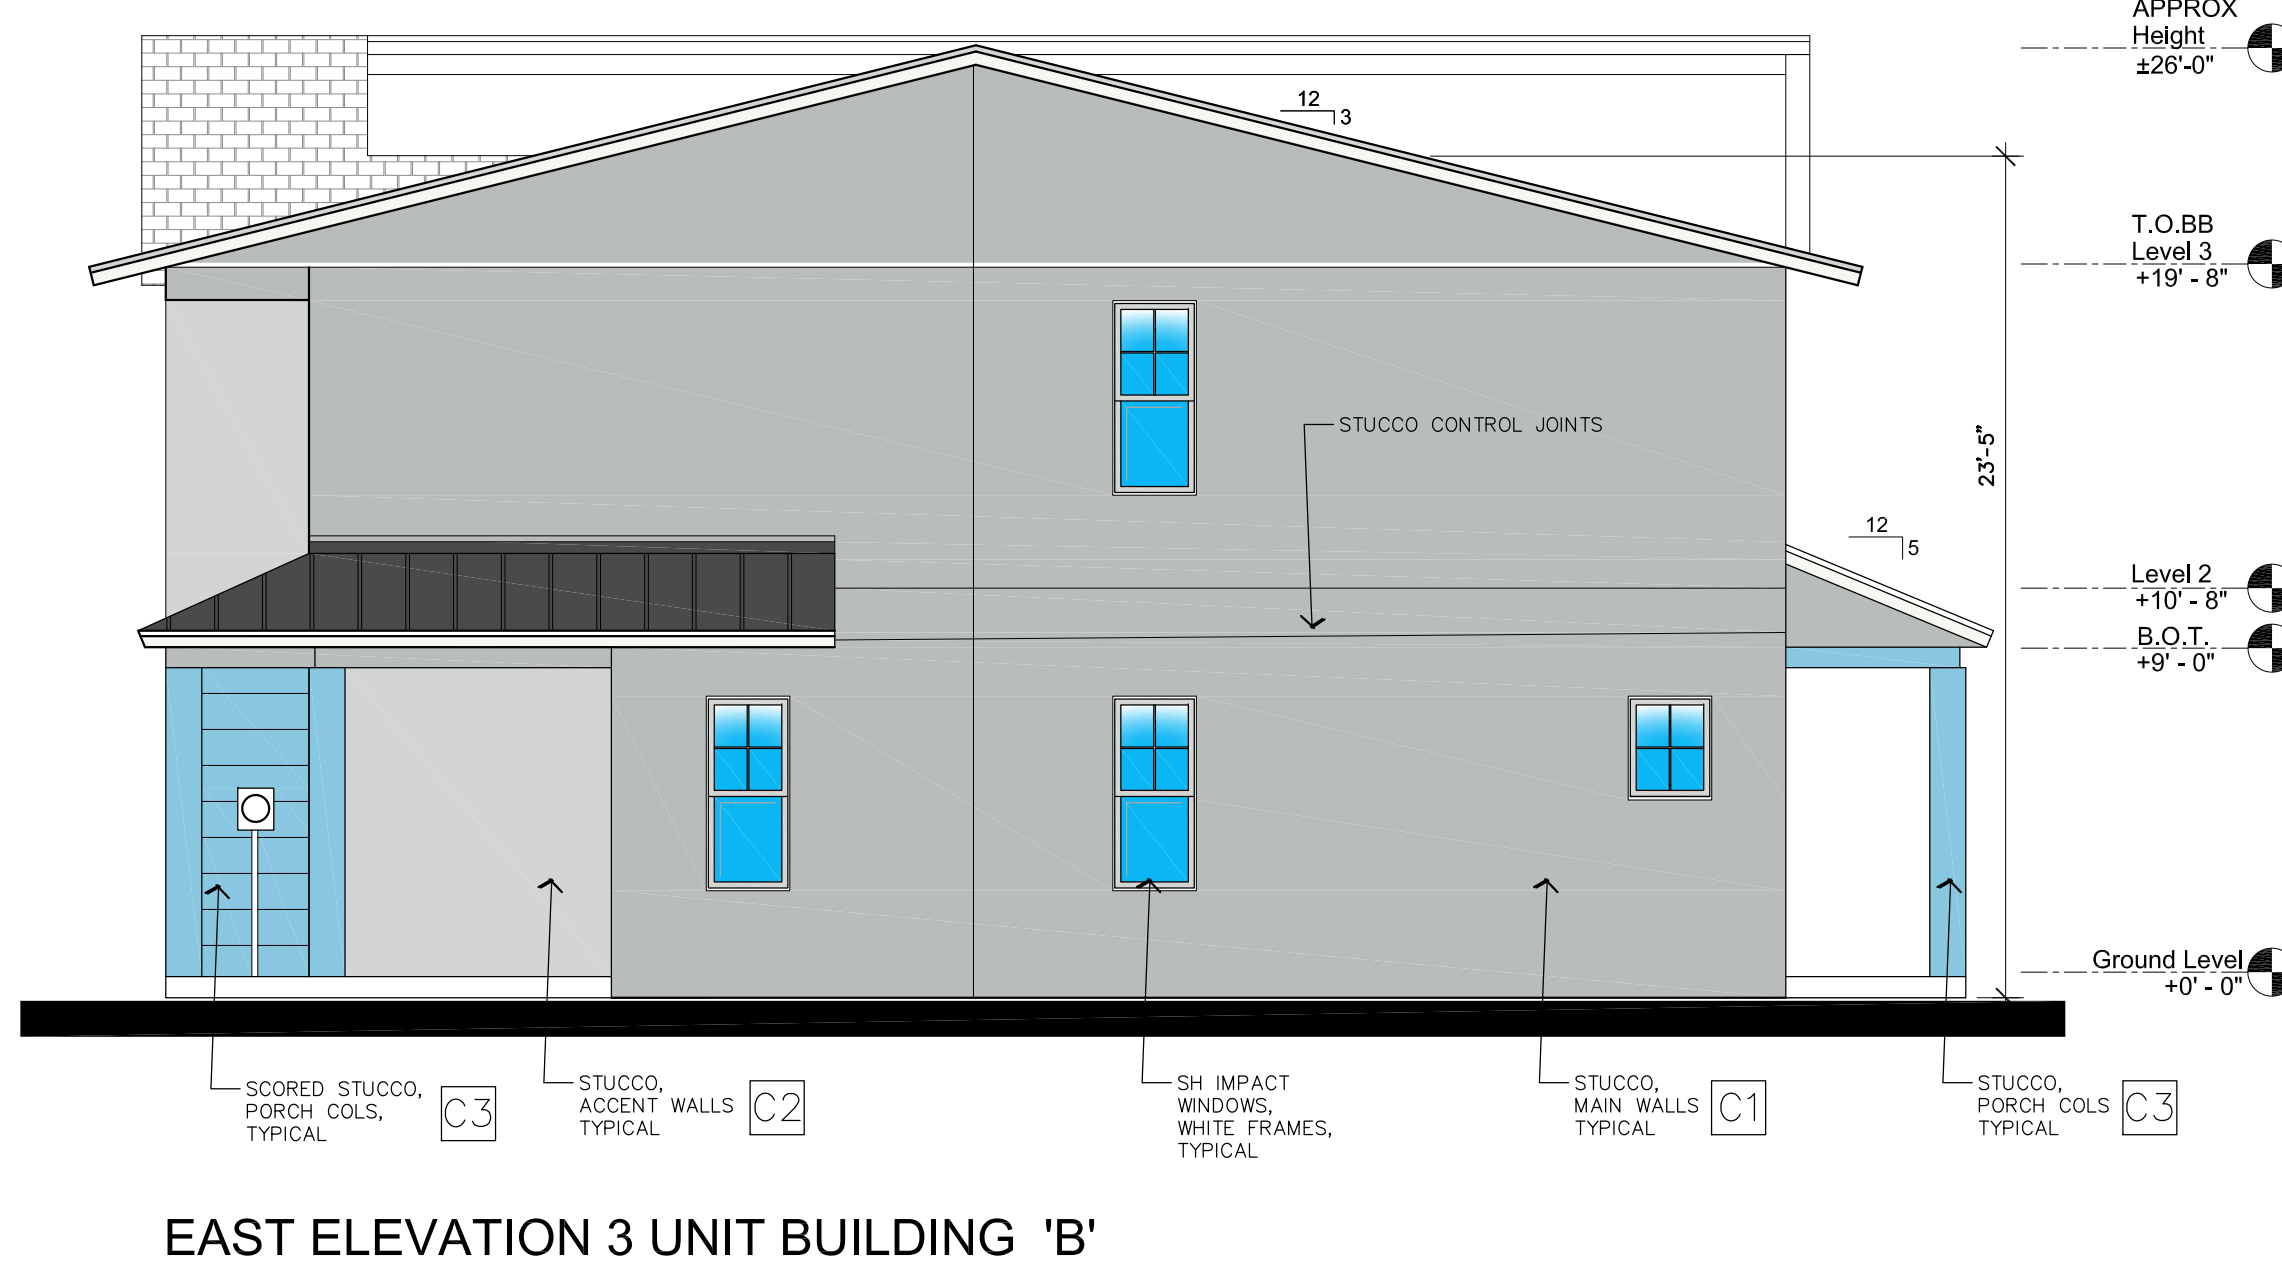 APPROX
Height
±26'-0"
12
3
T.O.BB
Level 3
+19' - 8"
STUCCO CONTROL JOINTS
23'-5"
12
5
Level 2
+10' - 8"
B.O.T.
+9' - 0"
Ground Level
+0' - 0"
SCORED STUCCO,
PORCH COLS,
TYPICAL
C3
STUCCO,
ACCENT WALLS
TYPICAL
C2
SH IMPACT
WINDOWS,
WHITE FRAMES,
TYPICAL
STUCCO,
MAIN WALLS
TYPICAL
C1
STUCCO,
PORCH COLS
TYPICAL
C3
EAST ELEVATION 3 UNIT BUILDING 'B'